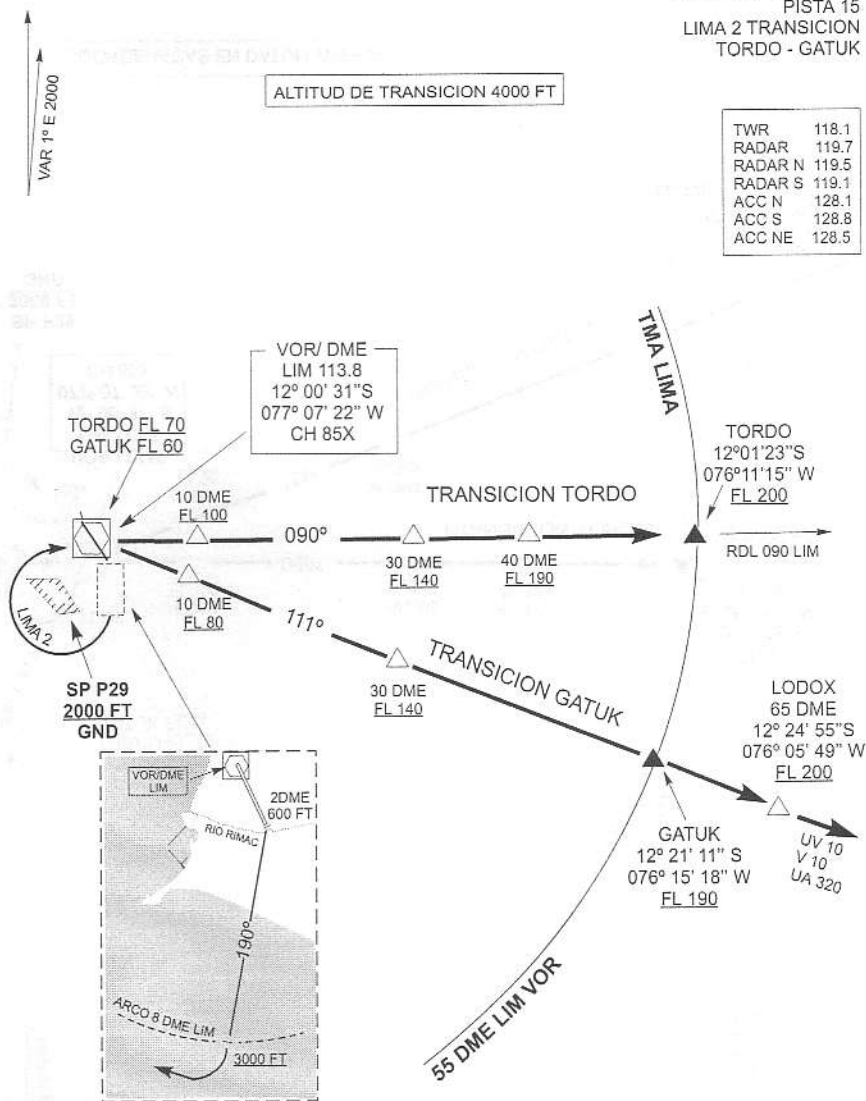 PISTA 15
LIMA 2 TRANSICION
TORDO - GATUK
VAR 1º E 2000
ALTITUD DE TRANSICION 4000 FT
TWR 118.1
RADAR 119.7
RADAR N 119.5
RADAR S 119.1
ACC N 128.1
ACC S 128.8
ACC NE 128.5
TMA LIMA
VOR/ DME
LIM 113.8
12º 00' 31"S
077º 07' 22" W
CH 85X
TORDO FL 70
GATUK FL 60
TORDO
12º01'23"S
076º11'15" W
FL 200
10 DME
FL 100
TRANSICION TORDO
090º
30 DME
FL 140
40 DME
FL 190
RDL 090 LIM
10 DME
FL 80
111º
TRANSICION GATUK
30 DME
FL 140
LIMA 2
SP P29
2000 FT
GND
LODOX
65 DME
12º 24' 55"S
076º 05' 49" W
FL 200
GATUK
12º 21' 11" S
076º 15' 18" W
FL 190
UV 10
V 10
UA 320
VOR/DME
LIM
2DME
600 FT
RIO RIMAC
190º
ARCO 8 DME LIM
3000 FT
55 DME LIM VOR